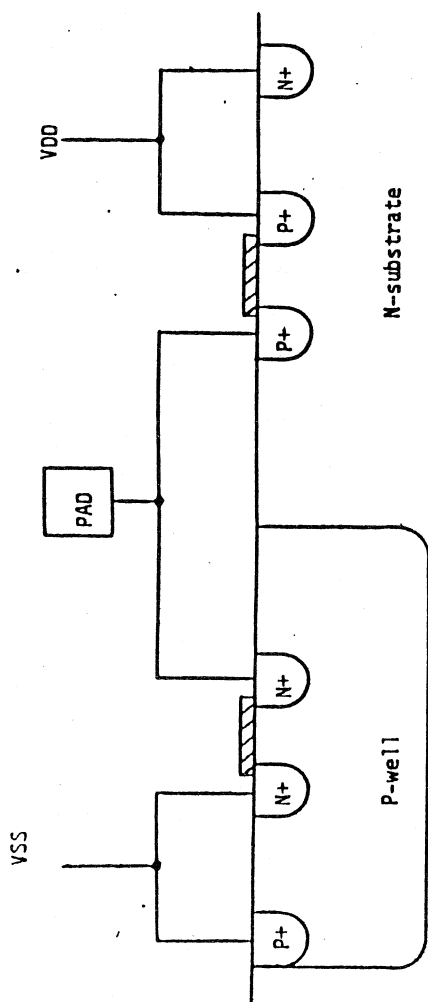 VSS
PAD
VDD
P+
N+
N+
P+
P+
N+
P-well
N-substrate